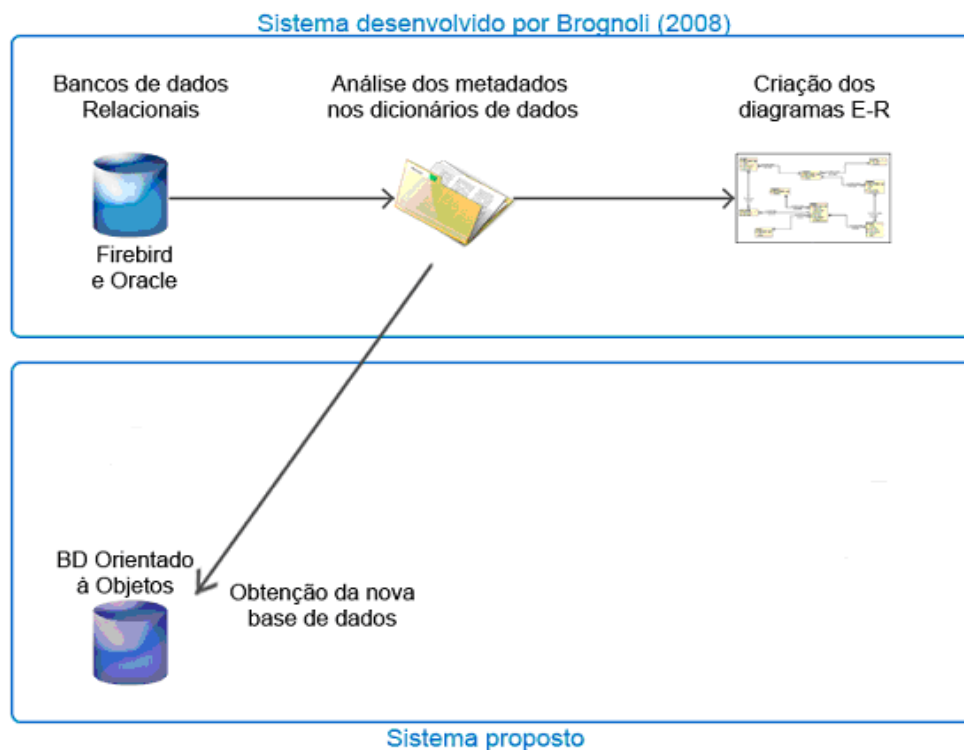 Sistema desenvolvido por Brognoli (2008)
Bancos de dados
Relacionais
Análise dos metadados
nos dicionários de dados
Criação dos
diagramas E-R
Firebird
e Oracle
BD Orientado
à Objetos
Obtenção da nova
base de dados
Sistema proposto